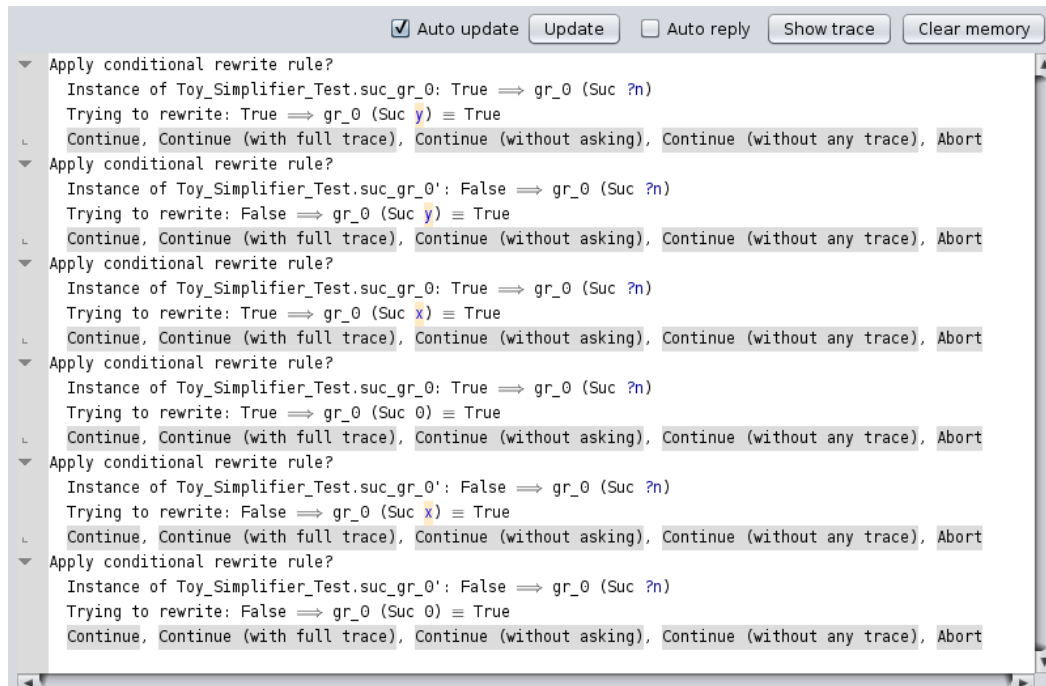 Auto update Update Auto reply Show trace Clear memory
Apply conditional rewrite rule?
Instance of Toy_Simplifier_Test.suc_gr_0: True ⟹ gr_0 (Suc ?n)
Trying to rewrite: True ⟹ gr_0 (Suc y) ≡ True
Continue, Continue (with full trace), Continue (without asking), Continue (without any trace), Abort
Apply conditional rewrite rule?
Instance of Toy_Simplifier_Test.suc_gr_0': False ⟹ gr_0 (Suc ?n)
Trying to rewrite: False ⟹ gr_0 (Suc y) ≡ True
Continue, Continue (with full trace), Continue (without asking), Continue (without any trace), Abort
Apply conditional rewrite rule?
Instance of Toy_Simplifier_Test.suc_gr_0: True ⟹ gr_0 (Suc ?n)
Trying to rewrite: True ⟹ gr_0 (Suc x) ≡ True
Continue, Continue (with full trace), Continue (without asking), Continue (without any trace), Abort
Apply conditional rewrite rule?
Instance of Toy_Simplifier_Test.suc_gr_0: True ⟹ gr_0 (Suc ?n)
Trying to rewrite: True ⟹ gr_0 (Suc 0) ≡ True
Continue, Continue (with full trace), Continue (without asking), Continue (without any trace), Abort
Apply conditional rewrite rule?
Instance of Toy_Simplifier_Test.suc_gr_0': False ⟹ gr_0 (Suc ?n)
Trying to rewrite: False ⟹ gr_0 (Suc x) ≡ True
Continue, Continue (with full trace), Continue (without asking), Continue (without any trace), Abort
Apply conditional rewrite rule?
Instance of Toy_Simplifier_Test.suc_gr_0': False ⟹ gr_0 (Suc ?n)
Trying to rewrite: False ⟹ gr_0 (Suc 0) ≡ True
Continue, Continue (with full trace), Continue (without asking), Continue (without any trace), Abort